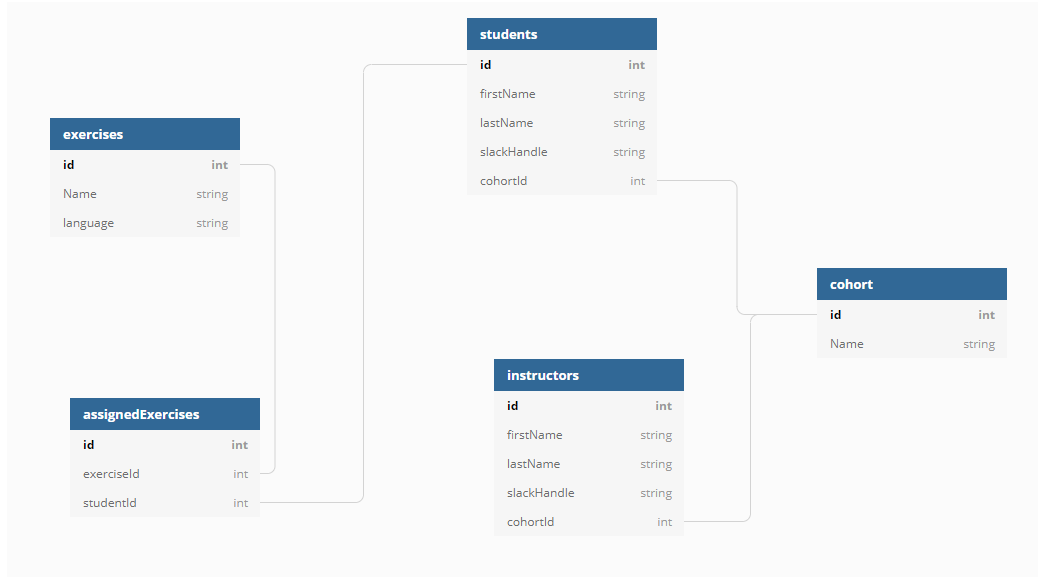 students
id int
firstName string
lastName string
slackHandle string
cohortId int
exercises
id int
Name string
language string
cohort
id int
Name string
instructors
id int
firstName string
lastName string
slackHandle string
cohortId int
assignedExercises
id int
exerciseId int
studentId int